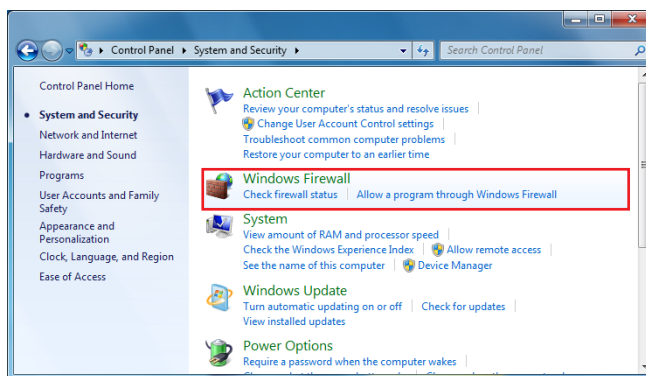 Control Panel ▸ System and Security ▸
Search Control Panel
Control Panel Home
System and Security
Network and Internet
Hardware and Sound
Programs
User Accounts and Family
Safety
Appearance and
Personalization
Clock, Language, and Region
Ease of Access
Action Center
Review your computer's status and resolve issues
Change User Account Control settings
Troubleshoot common computer problems
Restore your computer to an earlier time
Windows Firewall
Check firewall status Allow a program through Windows Firewall
System
View amount of RAM and processor speed
Check the Windows Experience Index Allow remote access
See the name of this computer Device Manager
Windows Update
Turn automatic updating on or off Check for updates
View installed updates
Power Options
Require a password when the computer wakes